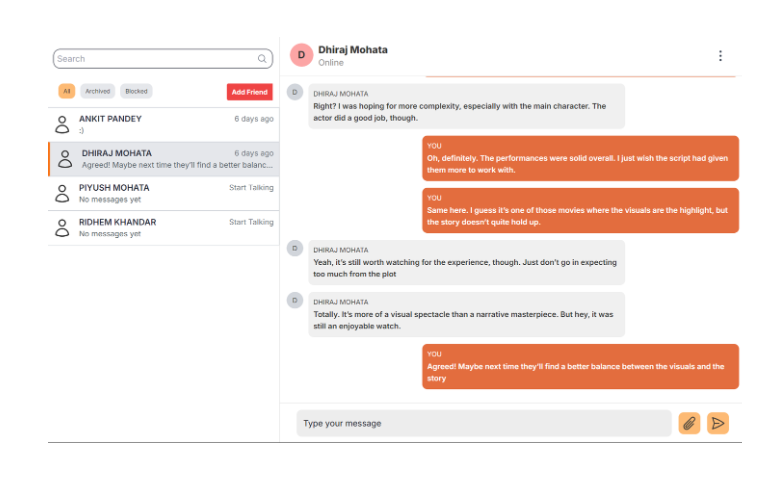 Search
All Archived Blocked Add Friend
ANKIT PANDEY 6 days ago
:)
DHIRAJ MOHATA 6 days ago
Agreed! Maybe next time they'll find a better balanc...
PIYUSH MOHATA Start Talking
No messages yet
RIDHEM KHANDAR Start Talking
No messages yet
D Dhiraj Mohata
Online
D DHIRAJ MOHATA
Right? I was hoping for more complexity, especially with the main character. The
actor did a good job, though.
YOU
Oh, definitely. The performances were solid overall. I just wish the script had given
them more to work with.
YOU
Same here. I guess it's one of those movies where the visuals are the highlight, but
the story doesn't quite hold up.
D DHIRAJ MOHATA
Yeah, it's still worth watching for the experience, though. Just don't go in expecting
too much from the plot
D DHIRAJ MOHATA
Totally. It's more of a visual spectacle than a narrative masterpiece. But hey, it was
still an enjoyable watch.
YOU
Agreed! Maybe next time they'll find a better balance between the visuals and the
story
Type your message